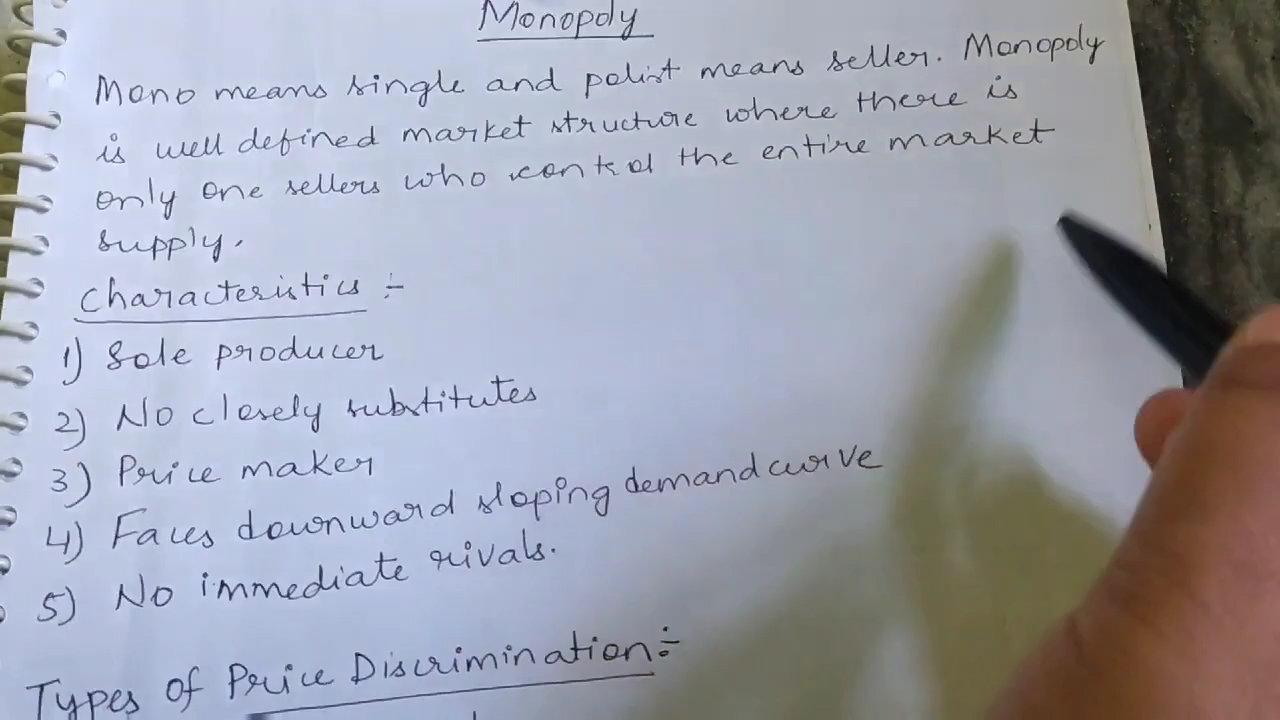 Monopoly
Mono means single and polist means seller. Monopoly
is well defined market structure where there is
only one sellers who control the entire market
supply.
Characteristics :-
1) Sole producer
2) No closely substitutes
3) Price maker
4) Faces downward sloping demand curve
5) No immediate rivals.
Types of Price Discrimination:-